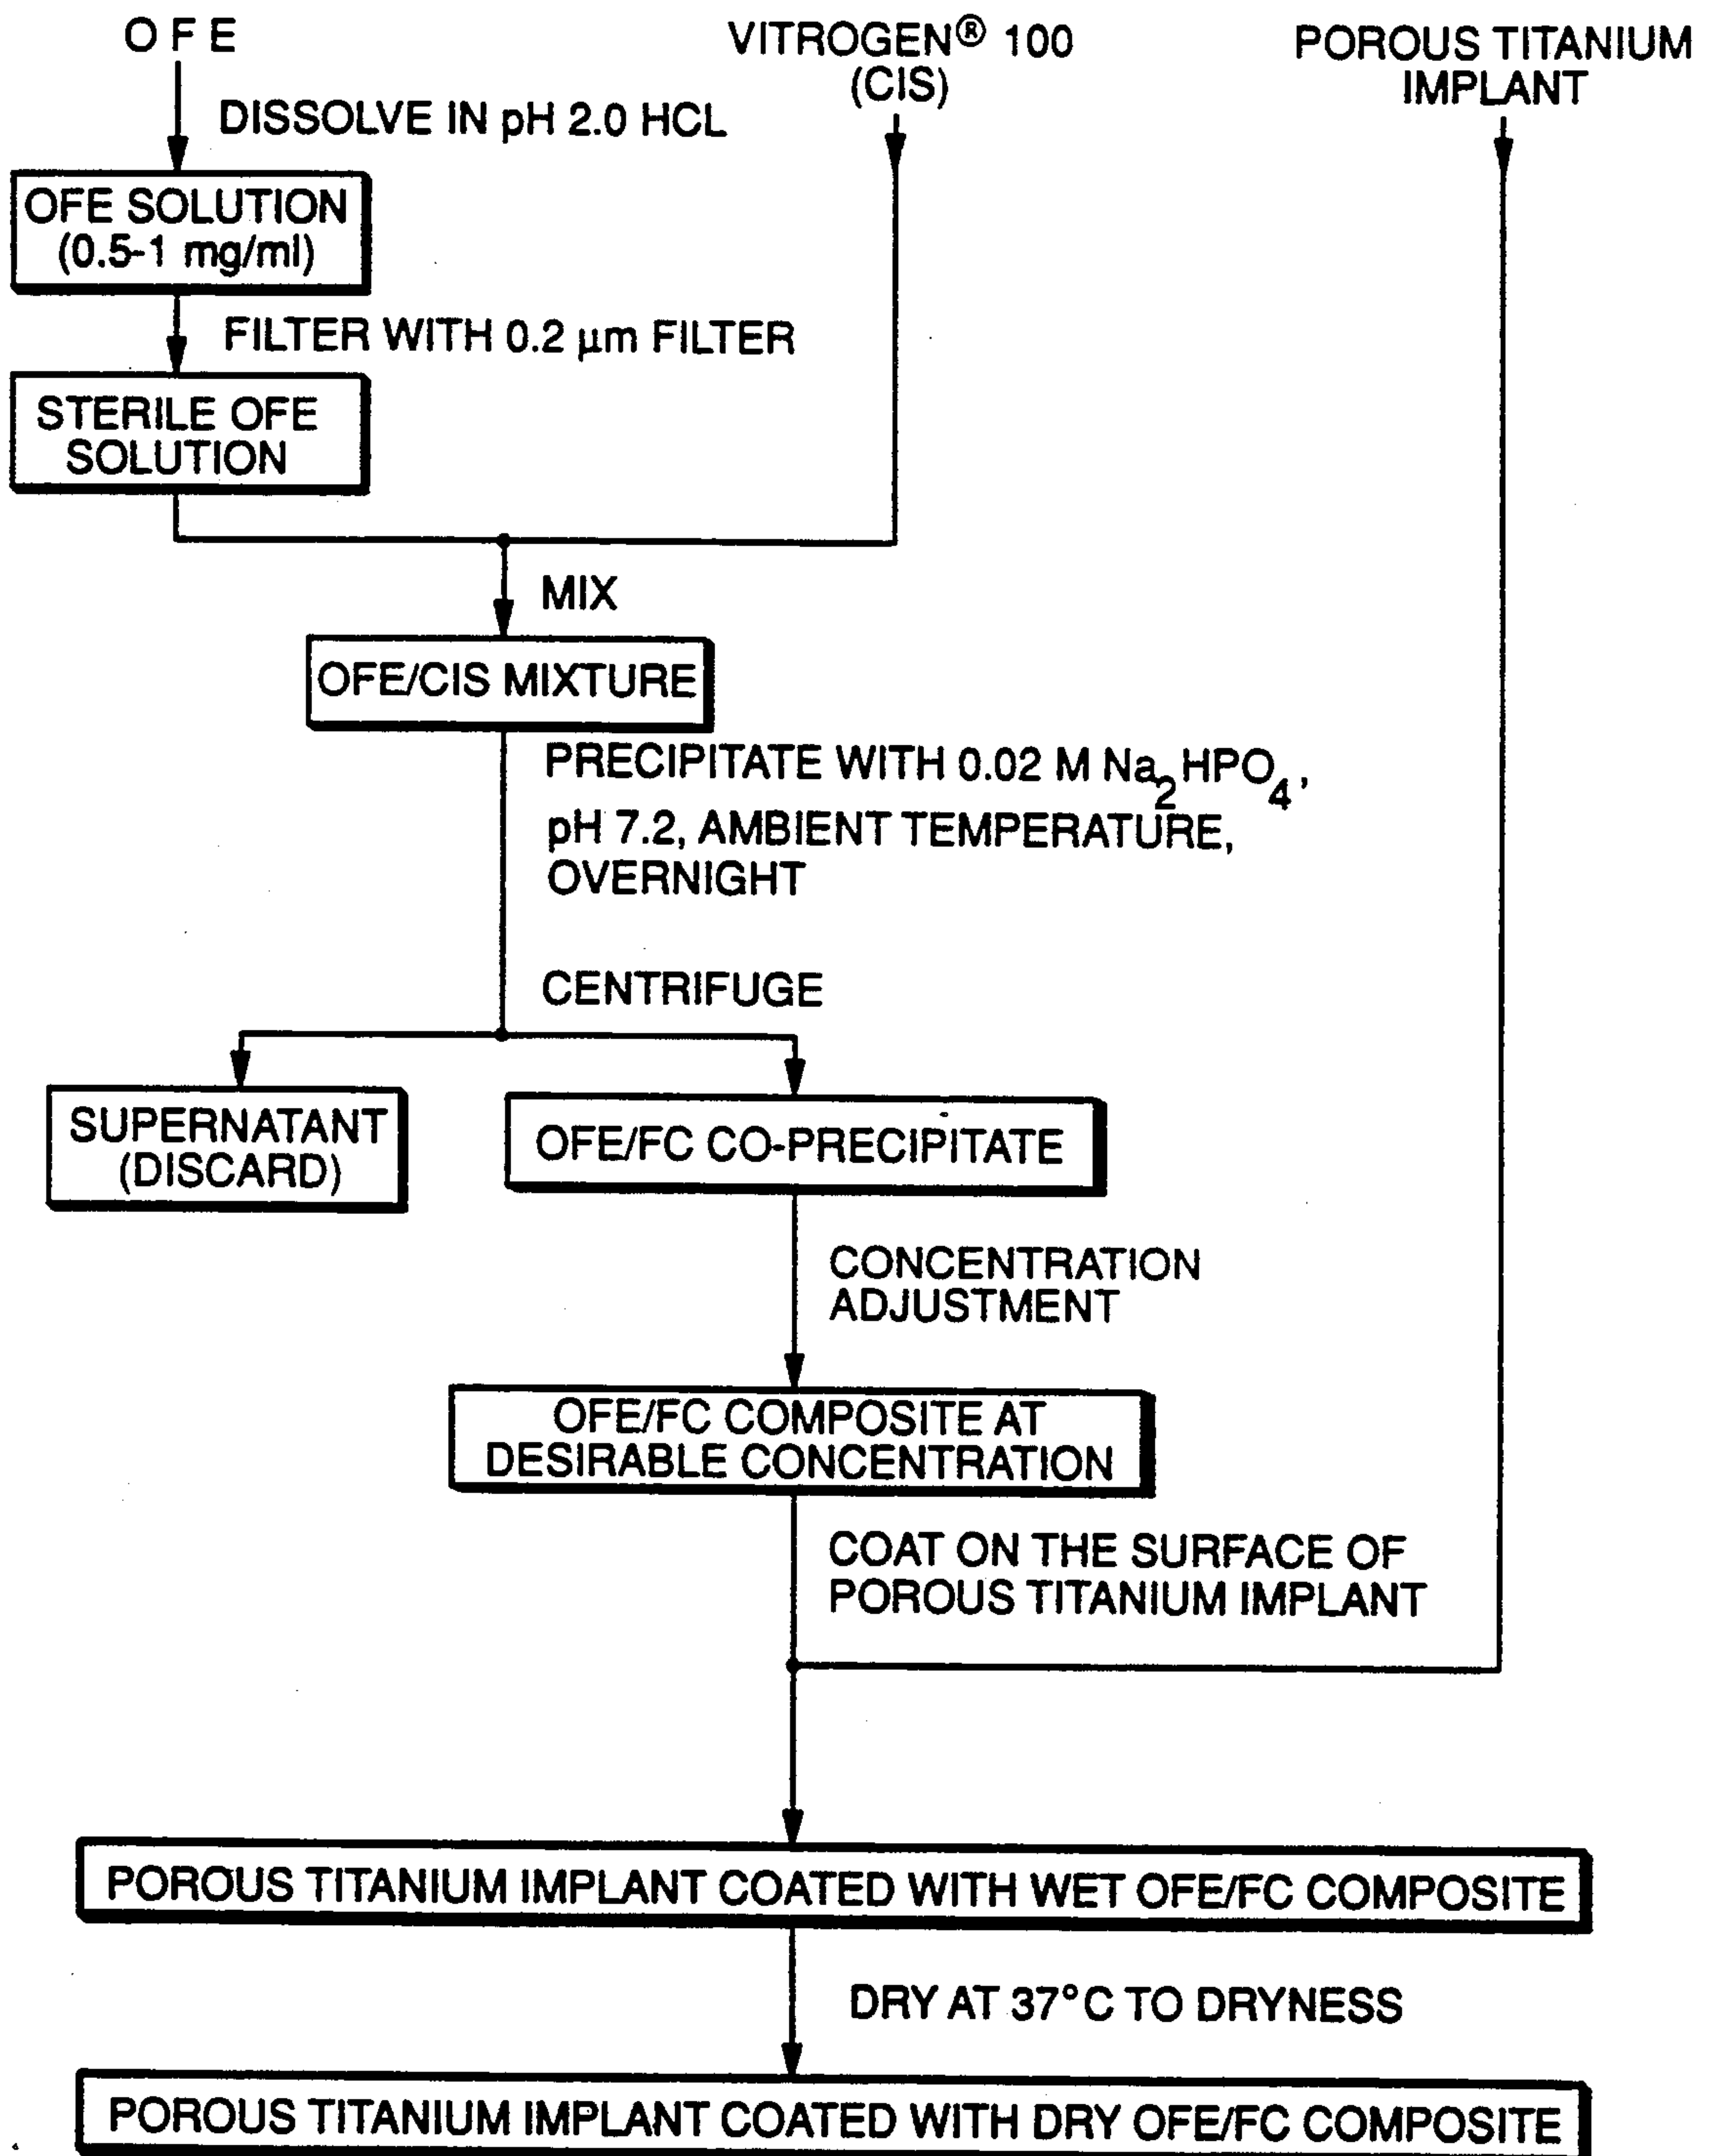 O F E
VITROGEN® 100
(CIS)
POROUS TITANIUM
IMPLANT
DISSOLVE IN pH 2.0 HCL
OFE SOLUTION
(0.5-1 mg/ml)
FILTER WITH 0.2 µm FILTER
STERILE OFE
SOLUTION
MIX
OFE/CIS MIXTURE
PRECIPITATE WITH 0.02 M Na2HPO4,
pH 7.2, AMBIENT TEMPERATURE,
OVERNIGHT
CENTRIFUGE
SUPERNATANT
(DISCARD)
OFE/FC CO-PRECIPITATE
CONCENTRATION
ADJUSTMENT
OFE/FC COMPOSITE AT
DESIRABLE CONCENTRATION
COAT ON THE SURFACE OF
POROUS TITANIUM IMPLANT
POROUS TITANIUM IMPLANT COATED WITH WET OFE/FC COMPOSITE
DRY AT 37°C TO DRYNESS
POROUS TITANIUM IMPLANT COATED WITH DRY OFE/FC COMPOSITE